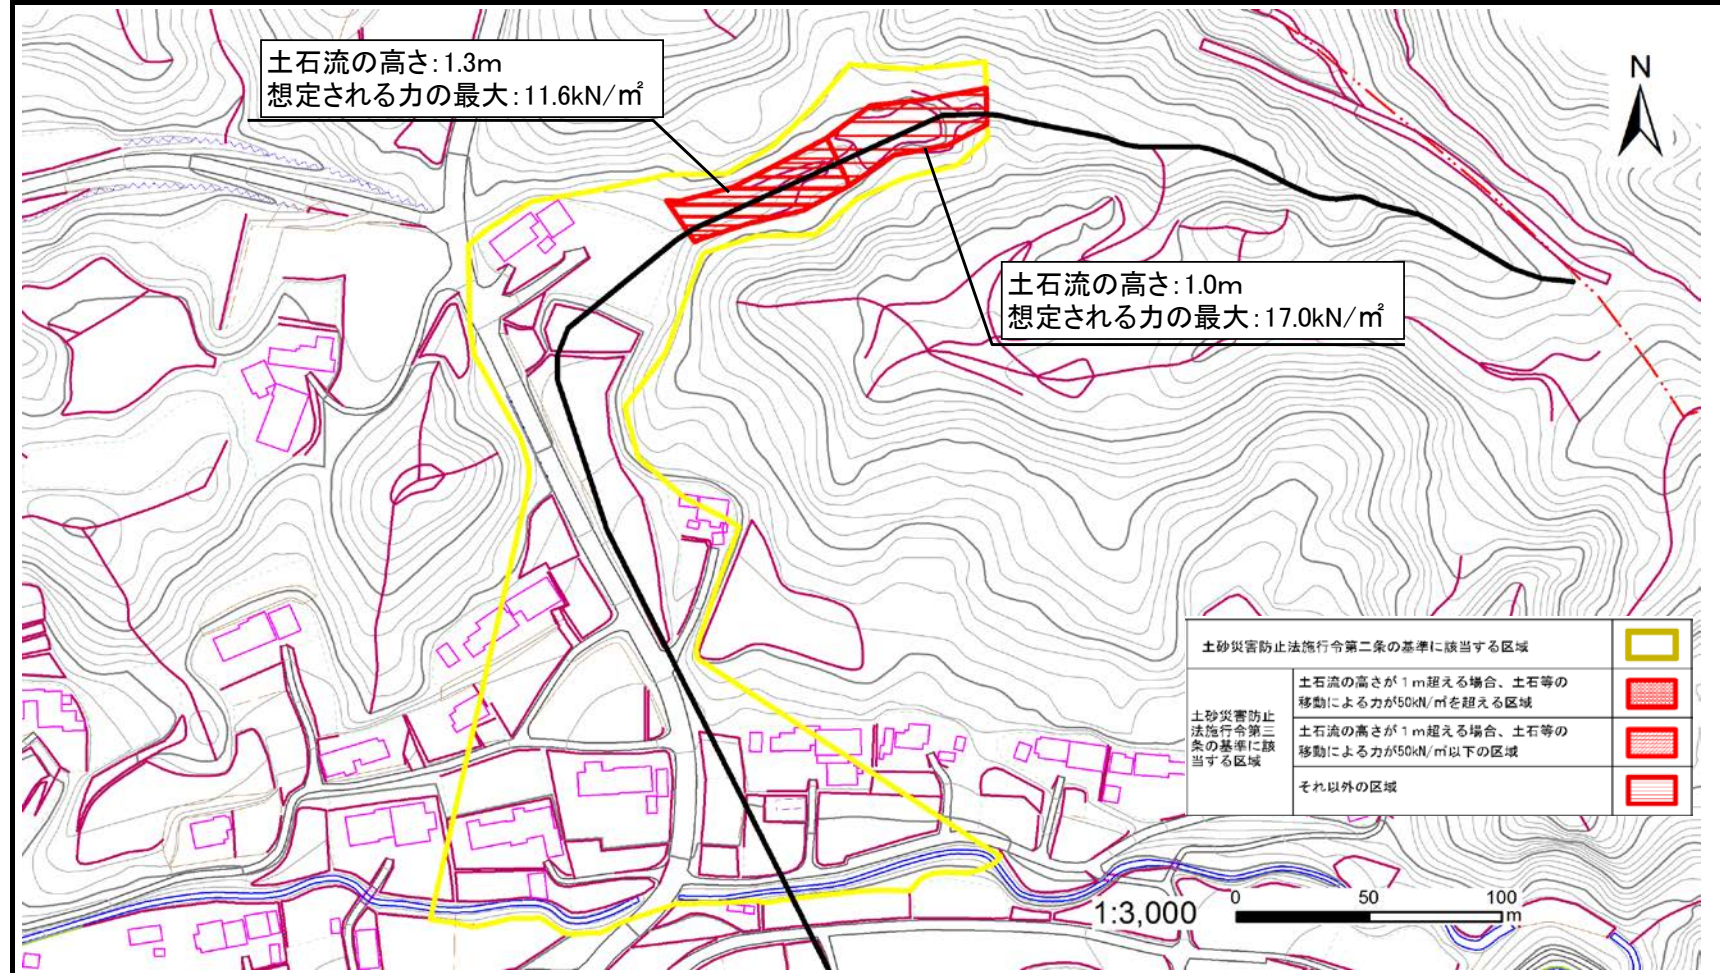 土石流の高さ：1.3m
想定される力の最大：11.6kN/㎡
N
土石流の高さ：1.0m
想定される力の最大：17.0kN/㎡
土砂災害防止法施行令第二条の基準に該当する区域
土砂災害防止
法施行令第三
条の基準に該
当する区域
土石流の高さが１ｍ超える場合、土石等の
移動による力が50kN/㎡を超える区域
土石流の高さが１ｍ超える場合、土石等の
移動による力が50kN/㎡以下の区域
それ以外の区域
1:3,000
0 50 100
m